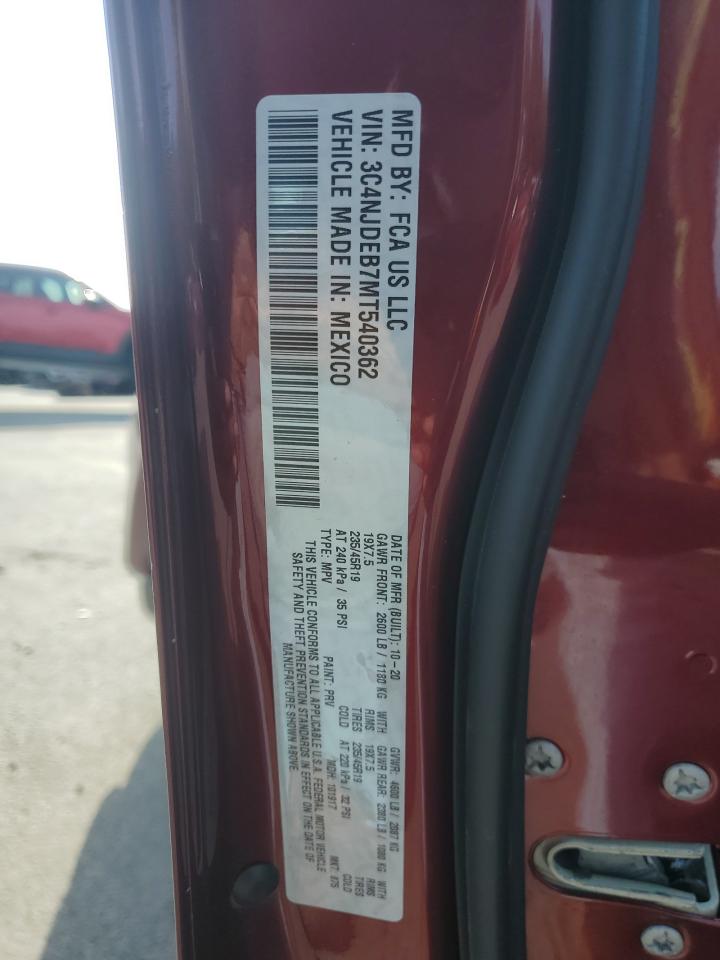 MFD BY: FCA US LLC
VIN: 3C4NJDEB7MT540362
VEHICLE MADE IN: MEXICO
DATE OF MFR (BUILT): 10-20 GVWR: 4600 LB / 2087 KG
GAWR FRONT: 2600 LB / 1180 KG WITH GAWR REAR: 2380 LB / 1080 KG WITH
19X7.5 RIMS 19X7.5 RIMS
235/45R19 TIRES 235/45R19 TIRES
AT 240 kPa / 35 PSI COLD AT 220 kPa / 32 PSI COLD
TYPE: MPV PAINT: PRV MDH: 101917 MKT: 875
THIS VEHICLE CONFORMS TO ALL APPLICABLE U.S.A. FEDERAL MOTOR VEHICLE
SAFETY AND THEFT PREVENTION STANDARDS IN EFFECT ON THE DATE OF
MANUFACTURE SHOWN ABOVE.